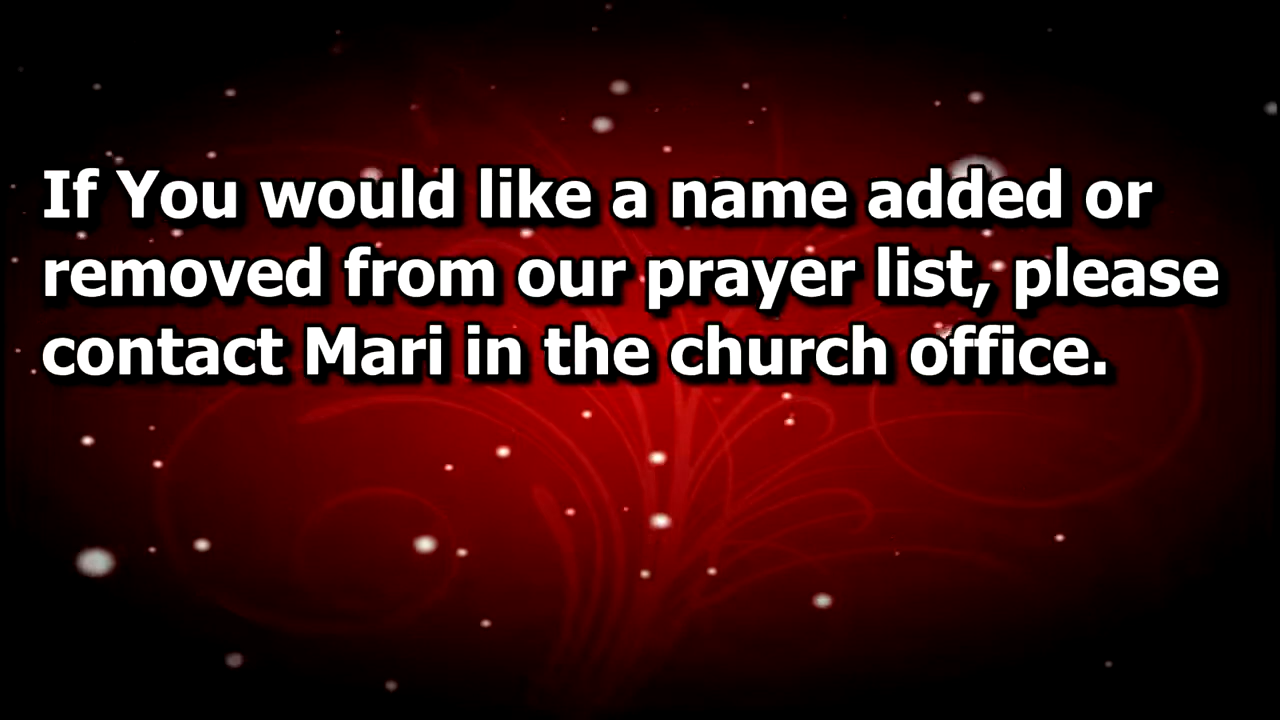 If You would like a name added or
removed from our prayer list, please
contact Mari in the church office.